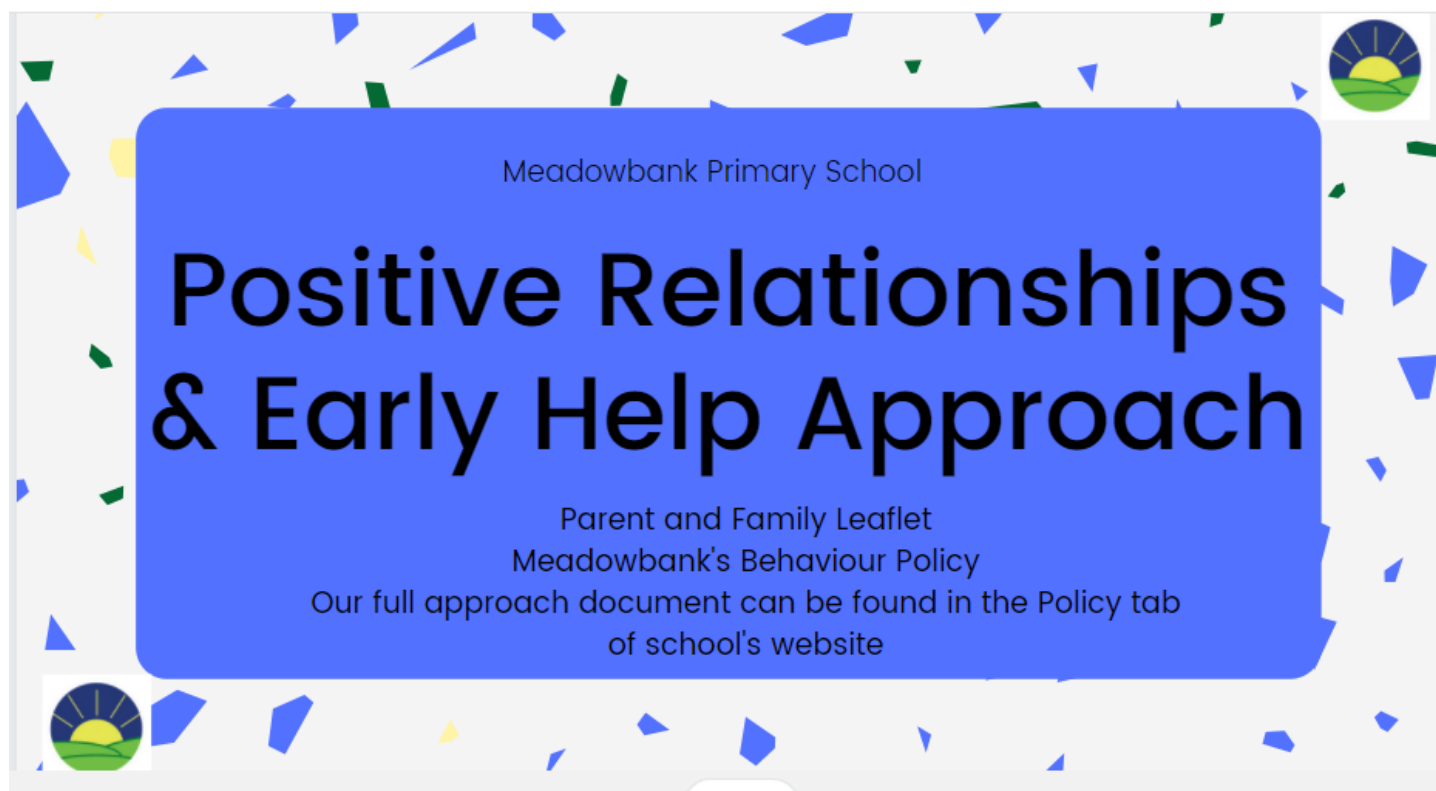 Meadowbank Primary School
Positive Relationships
& Early Help Approach
Parent and Family Leaflet
Meadowbank's Behaviour Policy
Our full approach document can be found in the Policy tab
of school's website